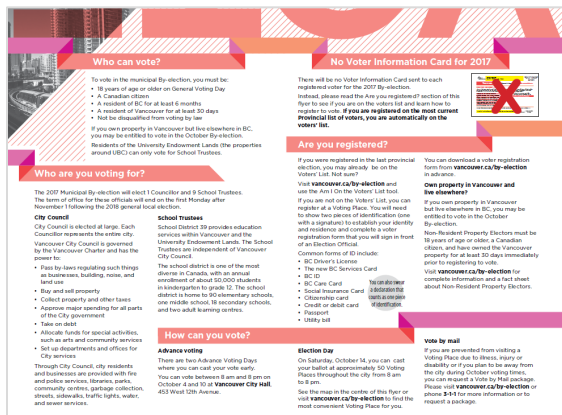 Who can vote?
To vote in the municipal By-election, you must be:
• 18 years of age or older on General Voting Day
• A Canadian citizen
• A resident of BC for at least 6 months
• A resident of Vancouver for at least 30 days
• Not be disqualified from voting by law
If you own property in Vancouver but live elsewhere in BC,
you may be entitled to vote in the October By-election.
Residents of the University Endowment Lands (the properties
around UBC) can only vote for School Trustees.
No Voter Information Card for 2017
There will be no Voter Information Card sent to each
registered voter for the 2017 By-election.
Instead, please read the Are you registered? section of this
flyer to see if you are on the voters list and learn how to
register to vote. If you are registered on the most current
Provincial list of voters, you are automatically on the
voters' list.
Who are you voting for?
The 2017 Municipal By-election will elect 1 Councillor and 9 School Trustees.
The term of office for these officials will end on the first Monday after
November 1 following the 2018 general local election.
City Council
City Council is elected at large. Each
Councillor represents the entire city.
Vancouver City Council is governed
by the Vancouver Charter and has the
power to:
• Pass by-laws regulating such things
as businesses, building, noise, and
land use
• Buy and sell property
• Collect property and other taxes
• Approve major spending for all parts
of the City government
• Take on debt
• Allocate funds for special activities,
such as arts and community services
• Set up departments and offices for
City services
Through City Council, city residents
and businesses are provided with fire
and police services, libraries, parks,
community centres, garbage collection,
streets, sidewalks, traffic lights, water,
and sewer services.
School Trustees
School District 39 provides education
services within Vancouver and the
University Endowment Lands. The School
Trustees are independent of Vancouver
City Council.
The school district is one of the most
diverse in Canada, with an annual
enrollment of about 50,000 students
in kindergarten to grade 12. The school
district is home to 90 elementary schools,
one middle school, 18 secondary schools,
and two adult learning centres.
Are you registered?
If you were registered in the last provincial
election, you may already be on the
Voters' List. Not sure?
Visit vancouver.ca/by-election and
use the Am I On the Voters' List tool.
If you are not on the Voters' List, you can
register at a Voting Place. You will need
to show two pieces of identification (one
with a signature) to establish your identity
and residence and complete a voter
registration form that you will sign in front
of an Election Official.
Common forms of ID include:
• BC Driver's License
• The new BC Services Card
• BC ID
• BC Care Card
• Social Insurance Card
• Citizenship card
• Credit or debit card
• Passport
• Utility bill
You can also swear
a declaration that
counts as one piece
of identification.
You can download a voter registration
form from vancouver.ca/by-election
in advance.
Own property in Vancouver and
live elsewhere?
If you own property in Vancouver
but live elsewhere in BC, you may be
entitled to vote in the October
By-election.
Non-Resident Property Electors must be
18 years of age or older, a Canadian
citizen, and have owned the Vancouver
property for at least 30 days immediately
prior to registering to vote.
Visit vancouver.ca/by-election for
complete information and a fact sheet
about Non-Resident Property Electors.
How can you vote?
Advance voting
There are two Advance Voting Days
where you can cast your vote early.
You can vote between 8 am and 8 pm on
October 4 and 10 at Vancouver City Hall,
453 West 12th Avenue.
Election Day
On Saturday, October 14, you can cast
your ballot at approximately 50 Voting
Places throughout the city from 8 am
to 8 pm.
See the map in the centre of this flyer or
visit vancouver.ca/by-election to find the
most convenient Voting Place for you.
Vote by mail
If you are prevented from visiting a
Voting Place due to illness, injury or
disability or if you plan to be away from
the city during October voting times,
you can request a Vote by Mail package.
Please visit vancouver.ca/by-election or
phone 3-1-1 for more information or to
request a package.